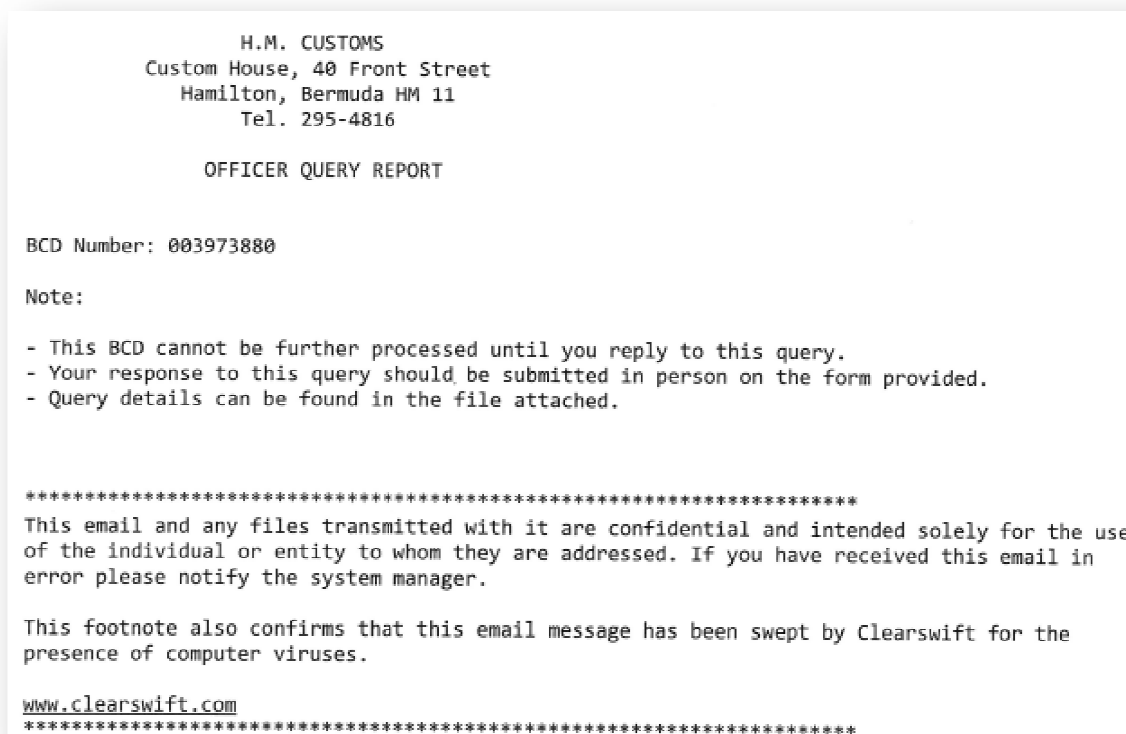 H.M. CUSTOMS
Custom House, 40 Front Street
Hamilton, Bermuda HM 11
Tel. 295-4816
OFFICER QUERY REPORT
BCD Number: 003973880
Note:
- This BCD cannot be further processed until you reply to this query.
- Your response to this query should be submitted in person on the form provided.
- Query details can be found in the file attached.
**********************************************************************
This email and any files transmitted with it are confidential and intended solely for the use
of the individual or entity to whom they are addressed. If you have received this email in
error please notify the system manager.
This footnote also confirms that this email message has been swept by Clearswift for the
presence of computer viruses.
www.clearswift.com
**********************************************************************